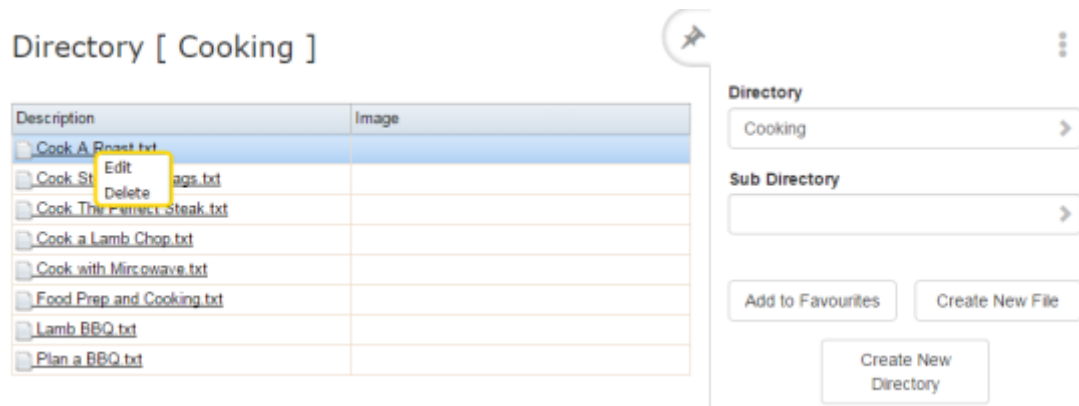 Directory [ Cooking ]
Description Image
Cook A Roast.txt
Edit
Delete
Cook St ags.txt
Cook The Perfect Steak.txt
Cook a Lamb Chop.txt
Cook with Mircowave.txt
Food Prep and Cooking.txt
Lamb BBQ.txt
Plan a BBQ.txt
Directory
Cooking
Sub Directory
Add to Favourites Create New File
Create New
Directory